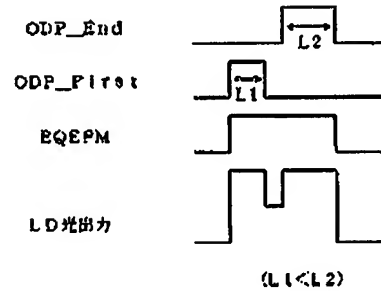 ODP_End
L2
ODP_First
L1
EQEPM
LD光出力
(L1<L2)